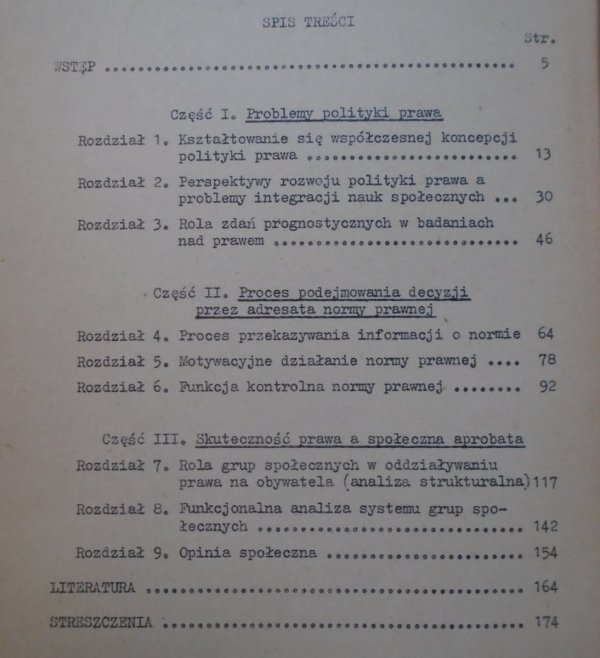 SPIS TREŚCI
Str.
WSTĘP .................................................. 5
Część I. Problemy polityki prawa
Rozdział 1. Kształtowanie się współczesnej koncepcji
polityki prawa .......................... 13
Rozdział 2. Perspektywy rozwoju polityki prawa a
problemy integracji nauk społecznych ... 30
Rozdział 3. Rola zdań prognostycznych w badaniach
nad prawem .............................. 46
Część II. Proces podejmowania decyzji
przez adresata normy prawnej
Rozdział 4. Proces przekazywania informacji o normie 64
Rozdział 5. Motywacyjne działanie normy prawnej .... 78
Rozdział 6. Funkcja kontrolna normy prawnej ........ 92
Część III. Skuteczność prawa a społeczna aprobata
Rozdział 7. Rola grup społecznych w oddziaływaniu
prawa na obywatela (analiza strukturalna) 117
Rozdział 8. Funkcjonalna analiza systemu grup spo-
łecznych ................................ 142
Rozdział 9. Opinia społeczna ........................ 154
LITERATURA .............................................. 164
STRESZCZENIA ............................................ 174